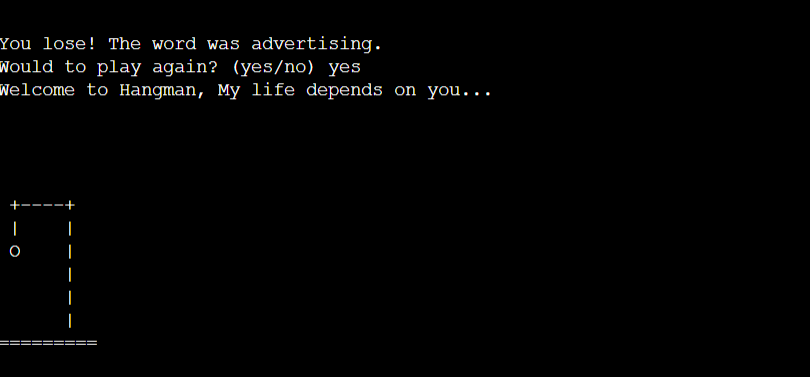 You lose! The word was advertising.
Would to play again? (yes/no) yes
Welcome to Hangman, My life depends on you...
+----+
|    |
O    |
     |
     |
     |
=========